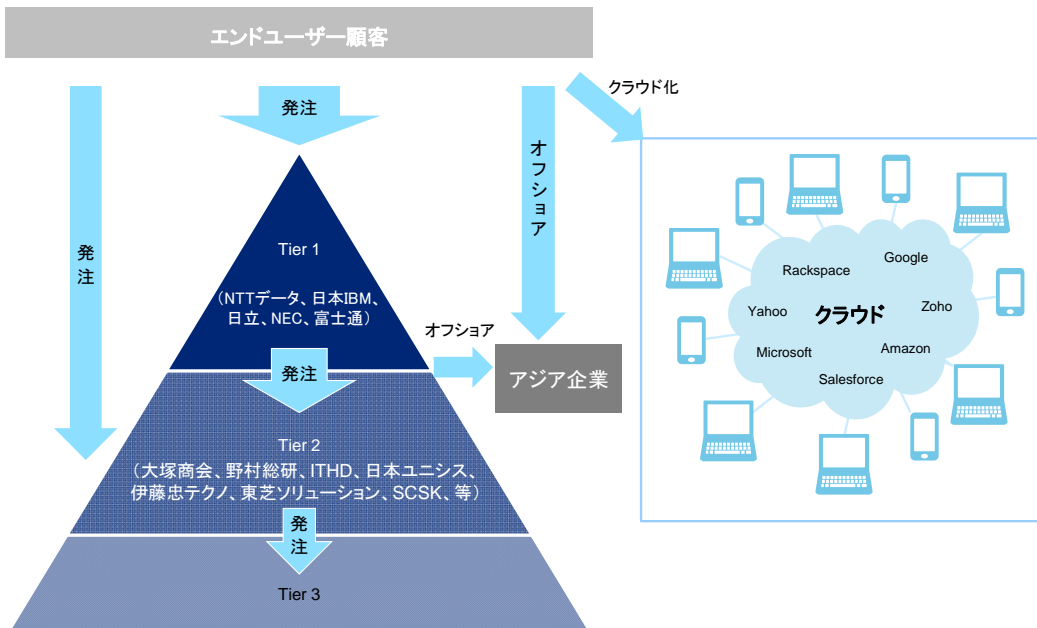 エンドユーザー顧客
発注
発注
オフショア
クラウド化
Tier 1
（NTTデータ、日本IBM、
日立、NEC、富士通）
オフショア
アジア企業
発注
Tier 2
（大塚商会、野村総研、ITHD、日本ユニシス、
伊藤忠テクノ、東芝ソリューション、SCSK、等）
発注
Tier 3
Rackspace
Google
Yahoo
クラウド
Zoho
Microsoft
Amazon
Salesforce